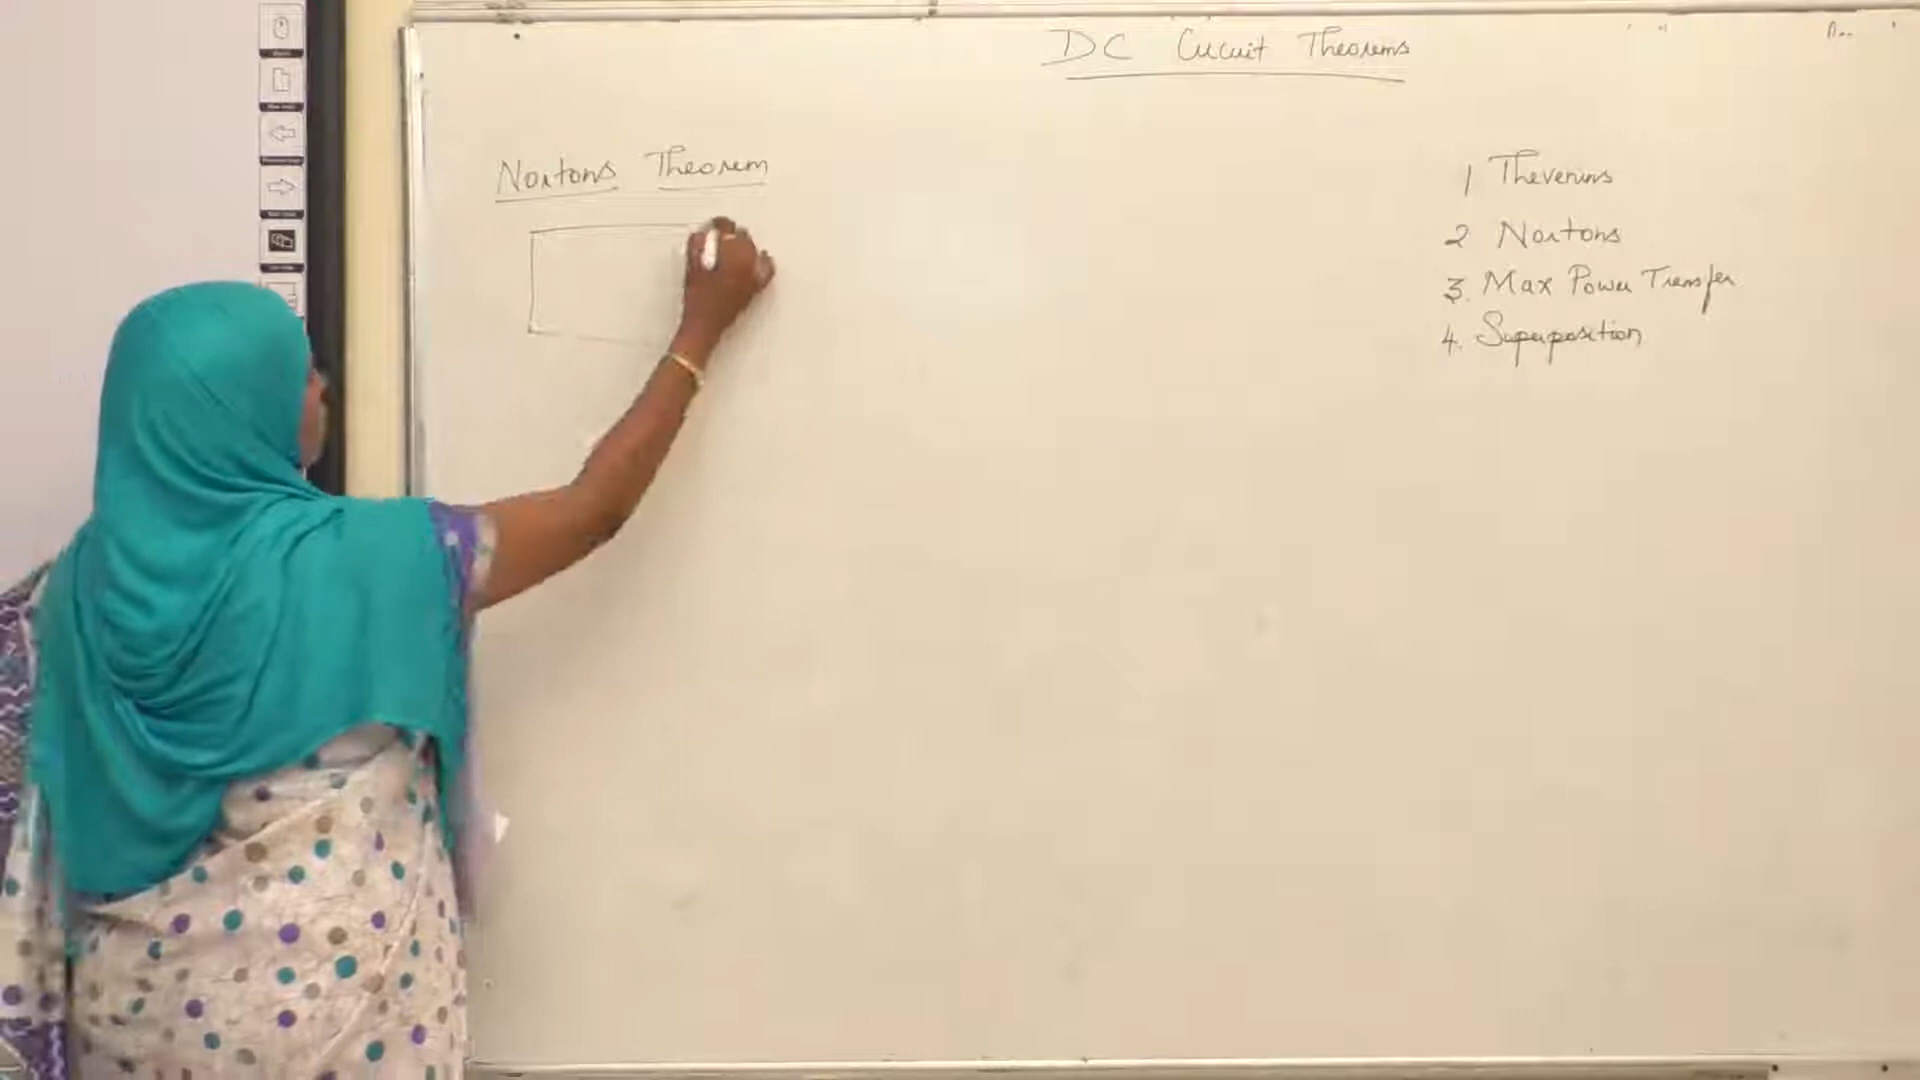 DC Circuit Theorems
Nortons Theorem
1 Thevenins
2 Nortons
3. Max Power Transfer
4. Superposition